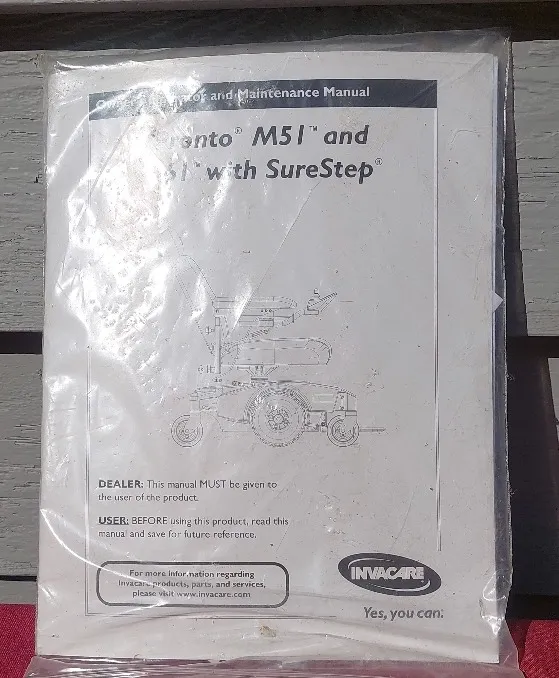 and Maintenance Manual
M51™ and
with SureStep®
DEALER: This manual MUST be given to
the user of the product.
USER: BEFORE using this product, read this
manual and save for future reference.
For more information regarding
Invacare products, parts, and services,
please visit www.invacare.com
INVACARE®
Yes, you can.